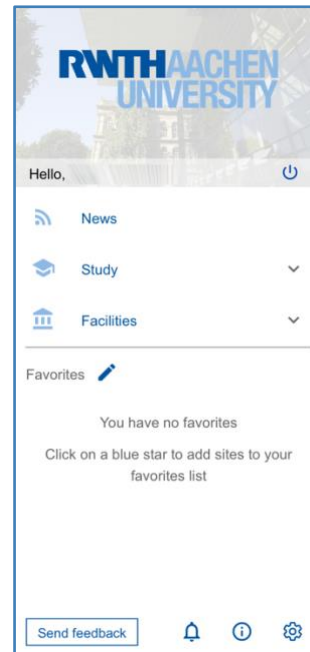 RWTHAACHEN
UNIVERSITY
Hello,
News
Study
Facilities
Favorites
You have no favorites
Click on a blue star to add sites to your
favorites list
Send feedback